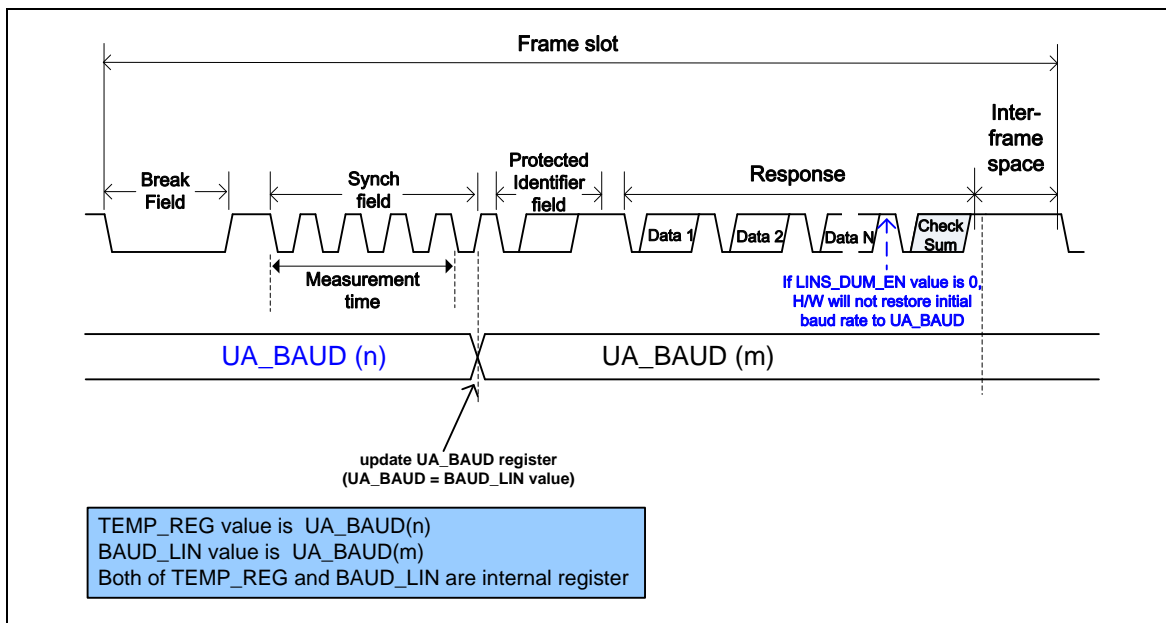 Frame slot
Inter-
frame
space
Break
Field
Synch
field
Protected
Identifier
field
Response
Data 1
Data 2
Data N
Check
Sum
Measurement
time
If LINS_DUM_EN value is 0,
H/W will not restore initial
baud rate to UA_BAUD
UA_BAUD (n)
UA_BAUD (m)
update UA_BAUD register
(UA_BAUD = BAUD_LIN value)
TEMP_REG value is UA_BAUD(n)
BAUD_LIN value is UA_BAUD(m)
Both of TEMP_REG and BAUD_LIN are internal register